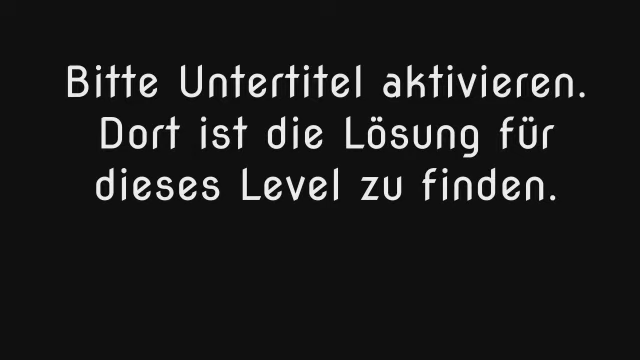 Bitte Untertitel aktivieren.
Dort ist die Lösung für
dieses Level zu finden.